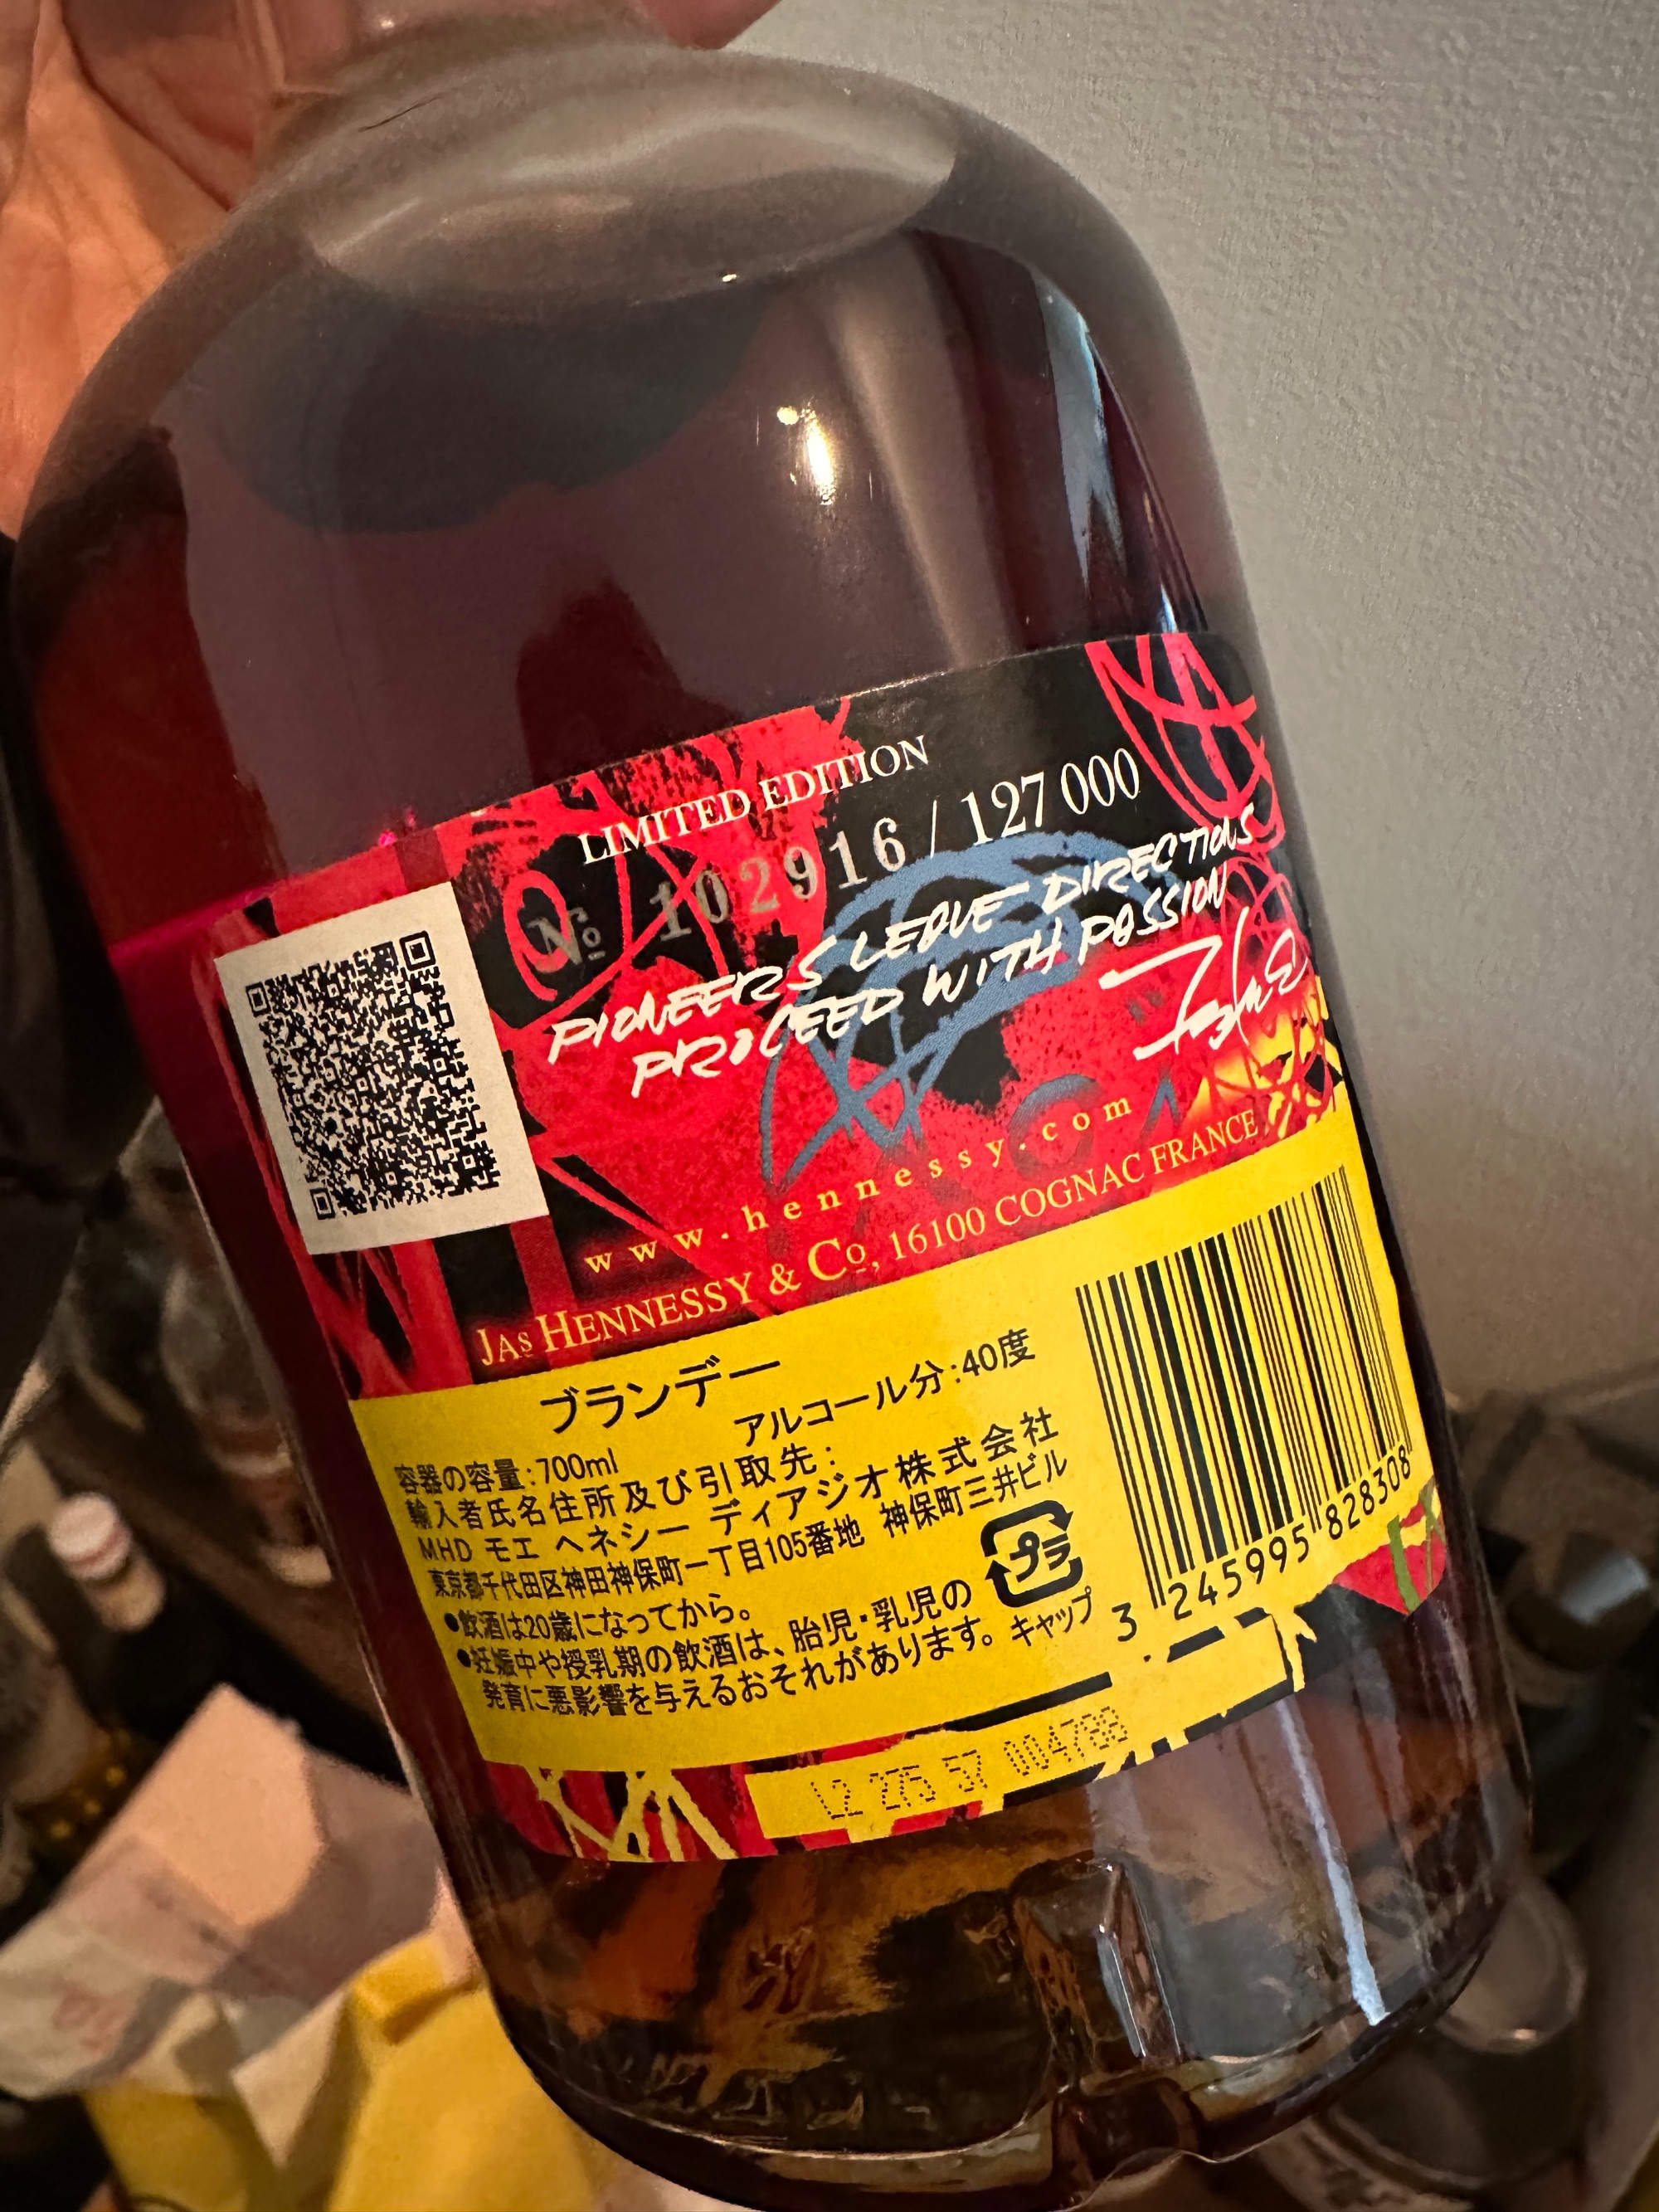 LIMITED EDITION
Nº 102916 / 127 000
PIONEERS LEAVE DIRECTIONS
PROCEED WITH PASSION
www.hennessy.com
JAS HENNESSY & Cº, 16100 COGNAC FRANCE
ブランデー
アルコール分:40度
容器の容量:700ml
輸入者氏名住所及び引取先:
MHD モエ ヘネシー ディアジオ株式会社
東京都千代田区神田神保町一丁目105番地 神保町三井ビル
●飲酒は20歳になってから。
●妊娠中や授乳期の飲酒は、胎児・乳児の
発育に悪影響を与えるおそれがあります。
プラ
キャップ
3 245995 828308
L2 275 57 004788